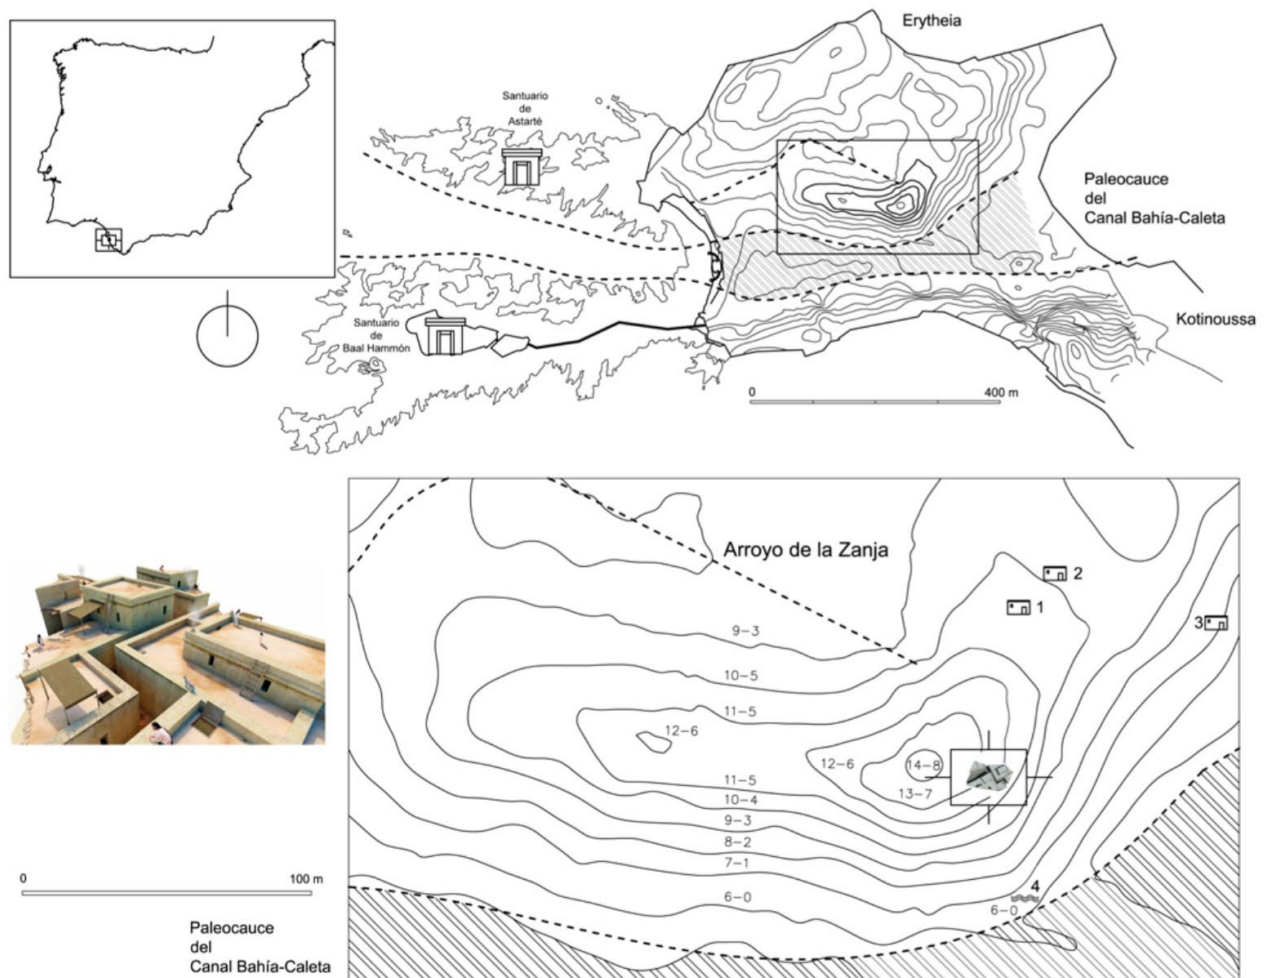 Erytheia
Santuario
de
Astarté
Paleocauce
del
Canal Bahía-Caleta
Santuario
de
Baal Hammón
Kotinoussa
0 400 m
Arroyo de la Zanja
2
1
3
9-3
10-5
11-5
12-6
12-6
14-8
13-7
11-5
10-4
9-3
8-2
7-1
4
6-0
6-0
0 100 m
Paleocauce
del
Canal Bahía-Caleta